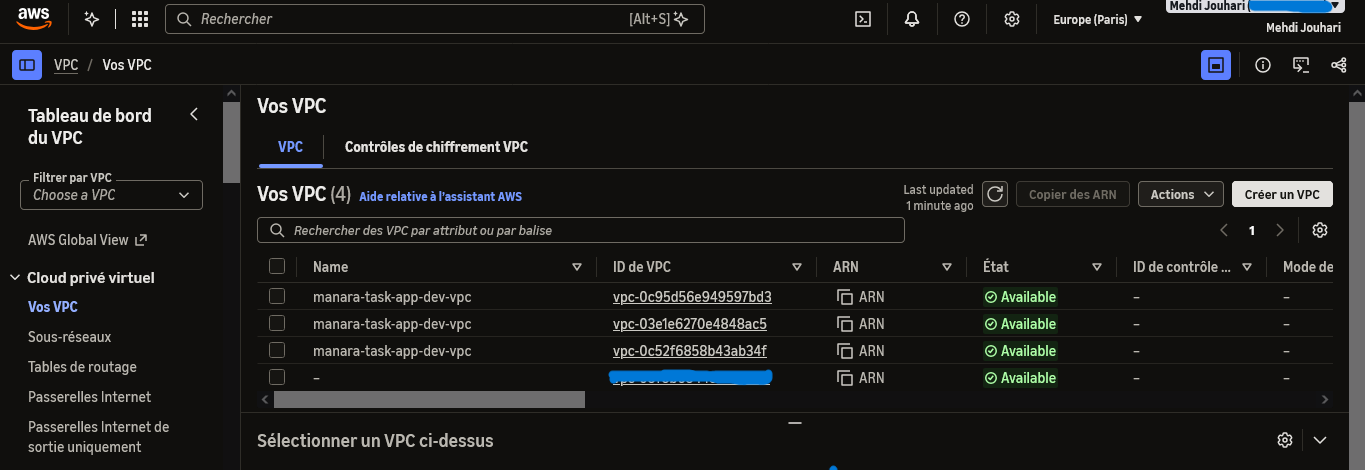 aws
Rechercher
[Alt+S]
Europe (Paris)
Mehdi Jouhari (
Mehdi Jouhari
VPC / Vos VPC
Tableau de bord
du VPC
Filtrer par VPC
Choose a VPC
AWS Global View
Cloud privé virtuel
Vos VPC
Sous-réseaux
Tables de routage
Passerelles Internet
Passerelles Internet de
sortie uniquement
Vos VPC
VPC
Contrôles de chiffrement VPC
Vos VPC (4) Aide relative à l'assistant AWS
Last updated
1 minute ago
Copier des ARN
Actions
Créer un VPC
Rechercher des VPC par attribut ou par balise
1
Name ID de VPC ARN État ID de contrôle ... Mode de
manara-task-app-dev-vpc vpc-0c95d56e949597bd3 ARN Available – –
manara-task-app-dev-vpc vpc-03e1e6270e4848ac5 ARN Available – –
manara-task-app-dev-vpc vpc-0c52f6858b43ab34f ARN Available – –
– ARN Available – –
Sélectionner un VPC ci-dessus